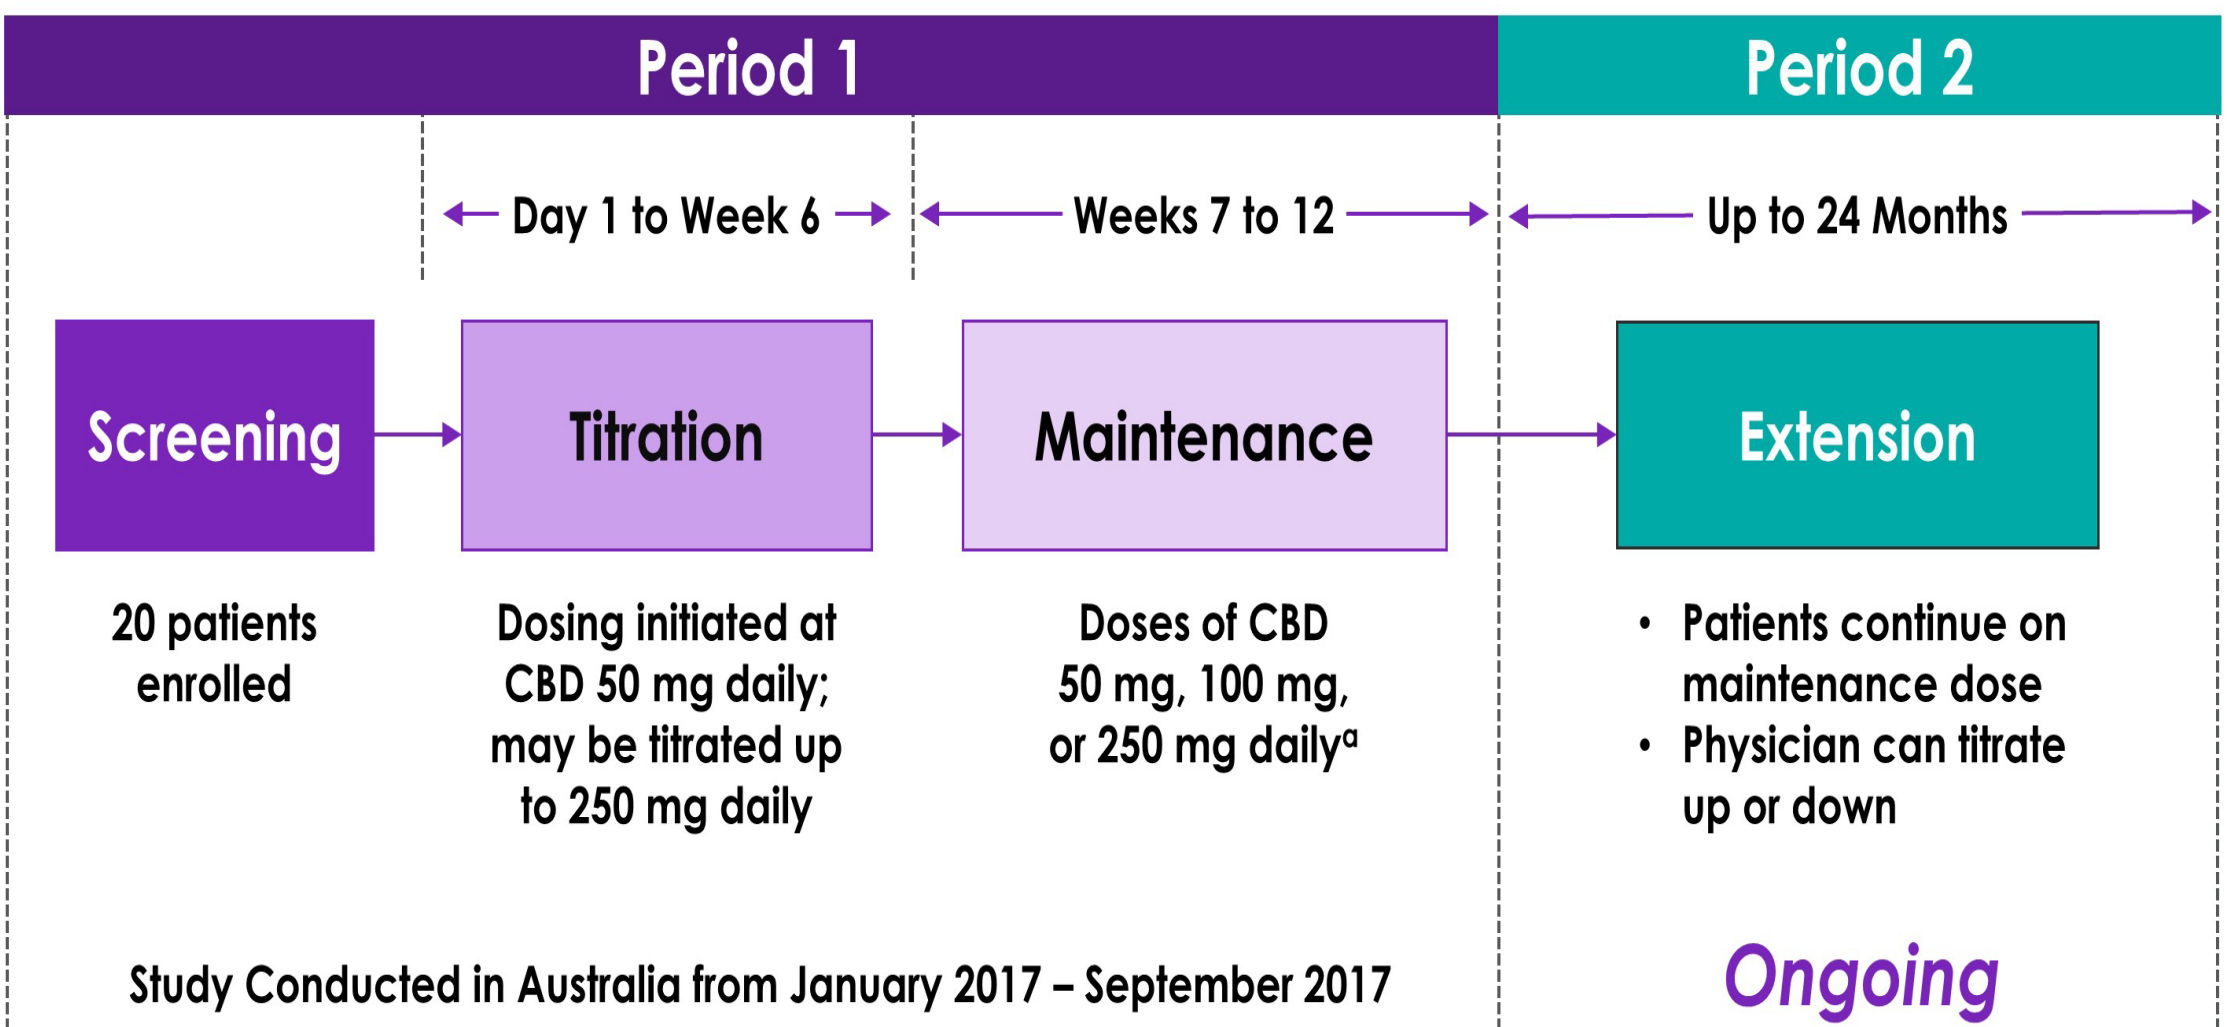 Period 1
Period 2
Day 1 to Week 6
Weeks 7 to 12
Up to 24 Months
Screening
Titration
Maintenance
Extension
20 patients
enrolled
Dosing initiated at
CBD 50 mg daily;
may be titrated up
to 250 mg daily
Doses of CBD
50 mg, 100 mg,
or 250 mg dailyᵃ
• Patients continue on
maintenance dose
• Physician can titrate
up or down
Study Conducted in Australia from January 2017 – September 2017
Ongoing